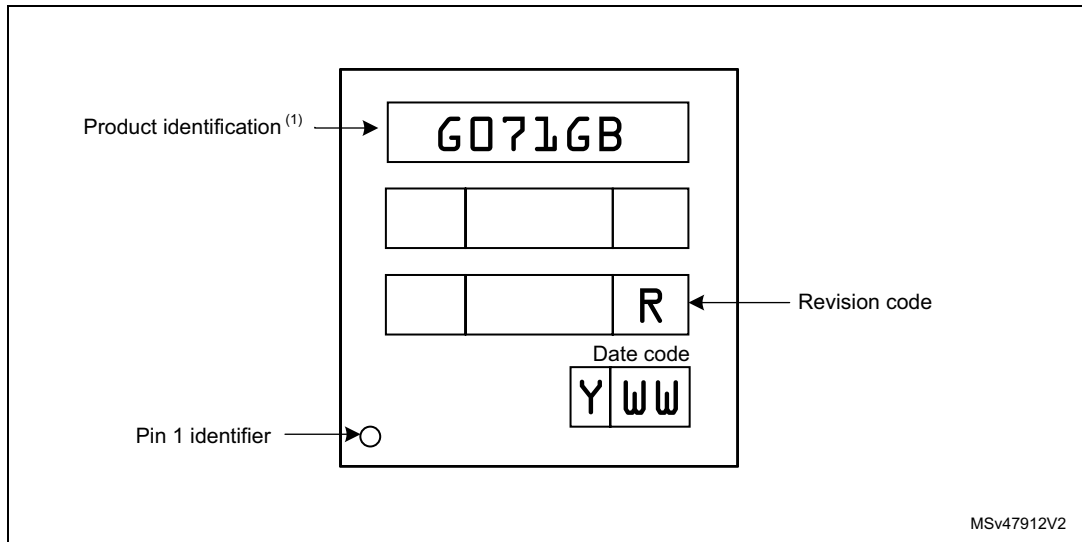 Product identification (1)
G071GB
R
Revision code
Date code
Y WW
Pin 1 identifier
MSv47912V2